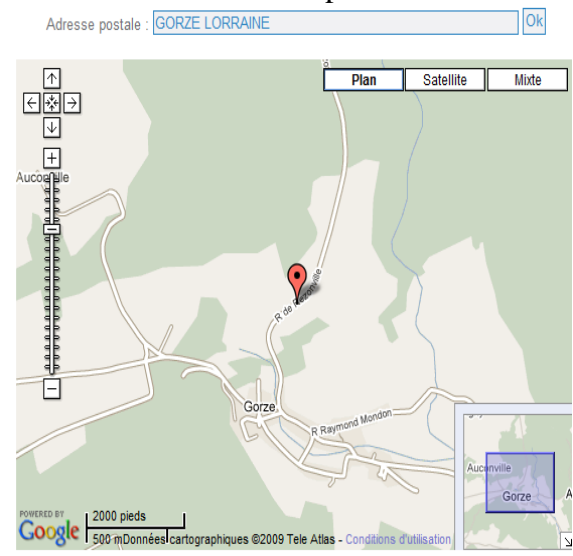 Adresse postale : GORZE LORRAINE Ok
Plan Satellite Mixte
Auconville
R de Rezonville
Gorze
R Raymond Mondon
Auconville
Gorze
POWERED BY
Google
2000 pieds
500 m
Données cartographiques ©2009 Tele Atlas - Conditions d'utilisation